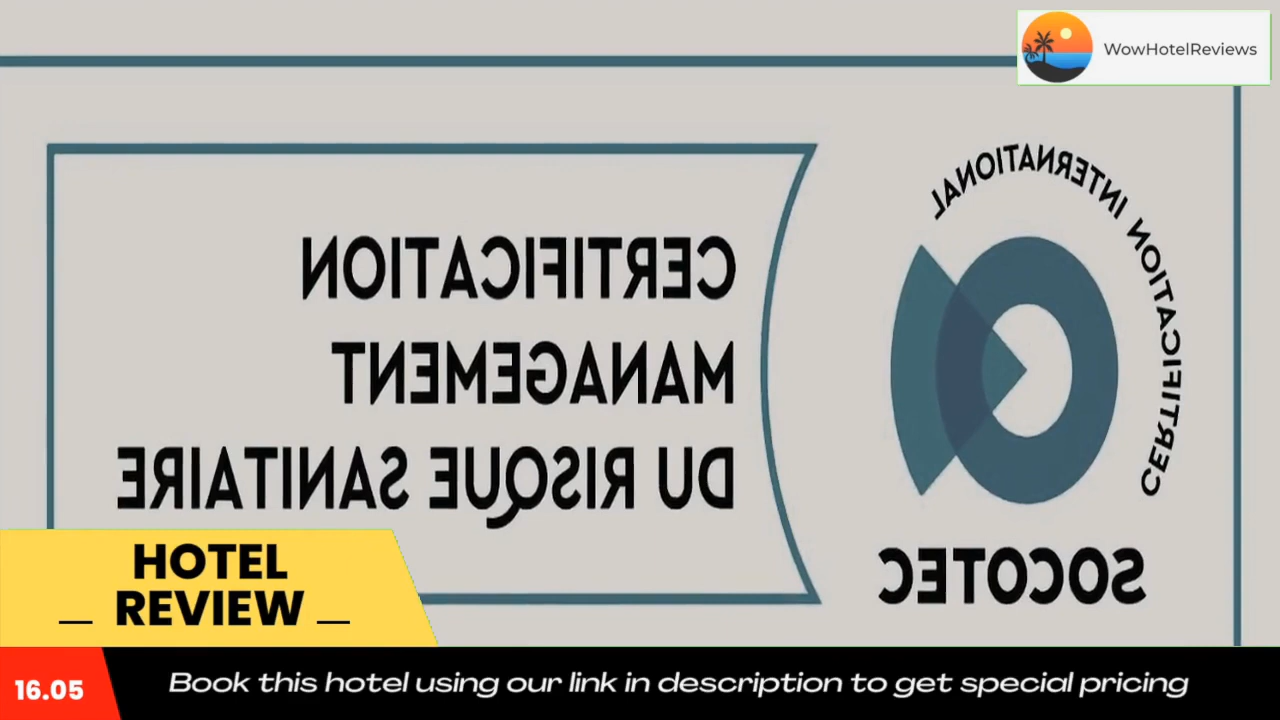 WowHotelReviews
CERTIFICATION INTERNATIONAL
CERTIFICATION
MANAGEMENT
DU RISQUE SANITAIRE
SOCOTEC
HOTEL
_ REVIEW _
16.05
Book this hotel using our link in description to get special pricing